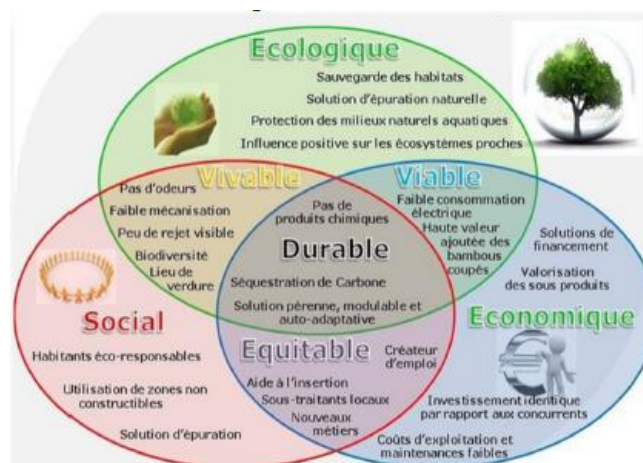 Ecologique
Sauvegarde des habitats
Solution d'épuration naturelle
Protection des milieux naturels aquatiques
Influence positive sur les écosystèmes proches
Vivable
Pas d'odeurs
Faible mécanisation
Peu de rejet visible
Biodiversité
Lieu de
verdure
Viable
Faible consommation
électrique
Haute valeur
ajoutée des
bambous
coupés
Pas de
produits chimiques
Durable
Séquestration de Carbone
Solution pérenne, modulable et
auto-adaptative
Solutions de
financement
Valorisation
des sous produits
Social
Habitants éco-responsables
Utilisation de zones non
constructibles
Solution d'épuration
Equitable
Créateur
d'emploi
Aide à l'insertion
Sous-traitants locaux
Nouveaux
métiers
Economique
Investissement identique
par rapport aux concurrents
Coûts d'exploitation et
maintenances faibles